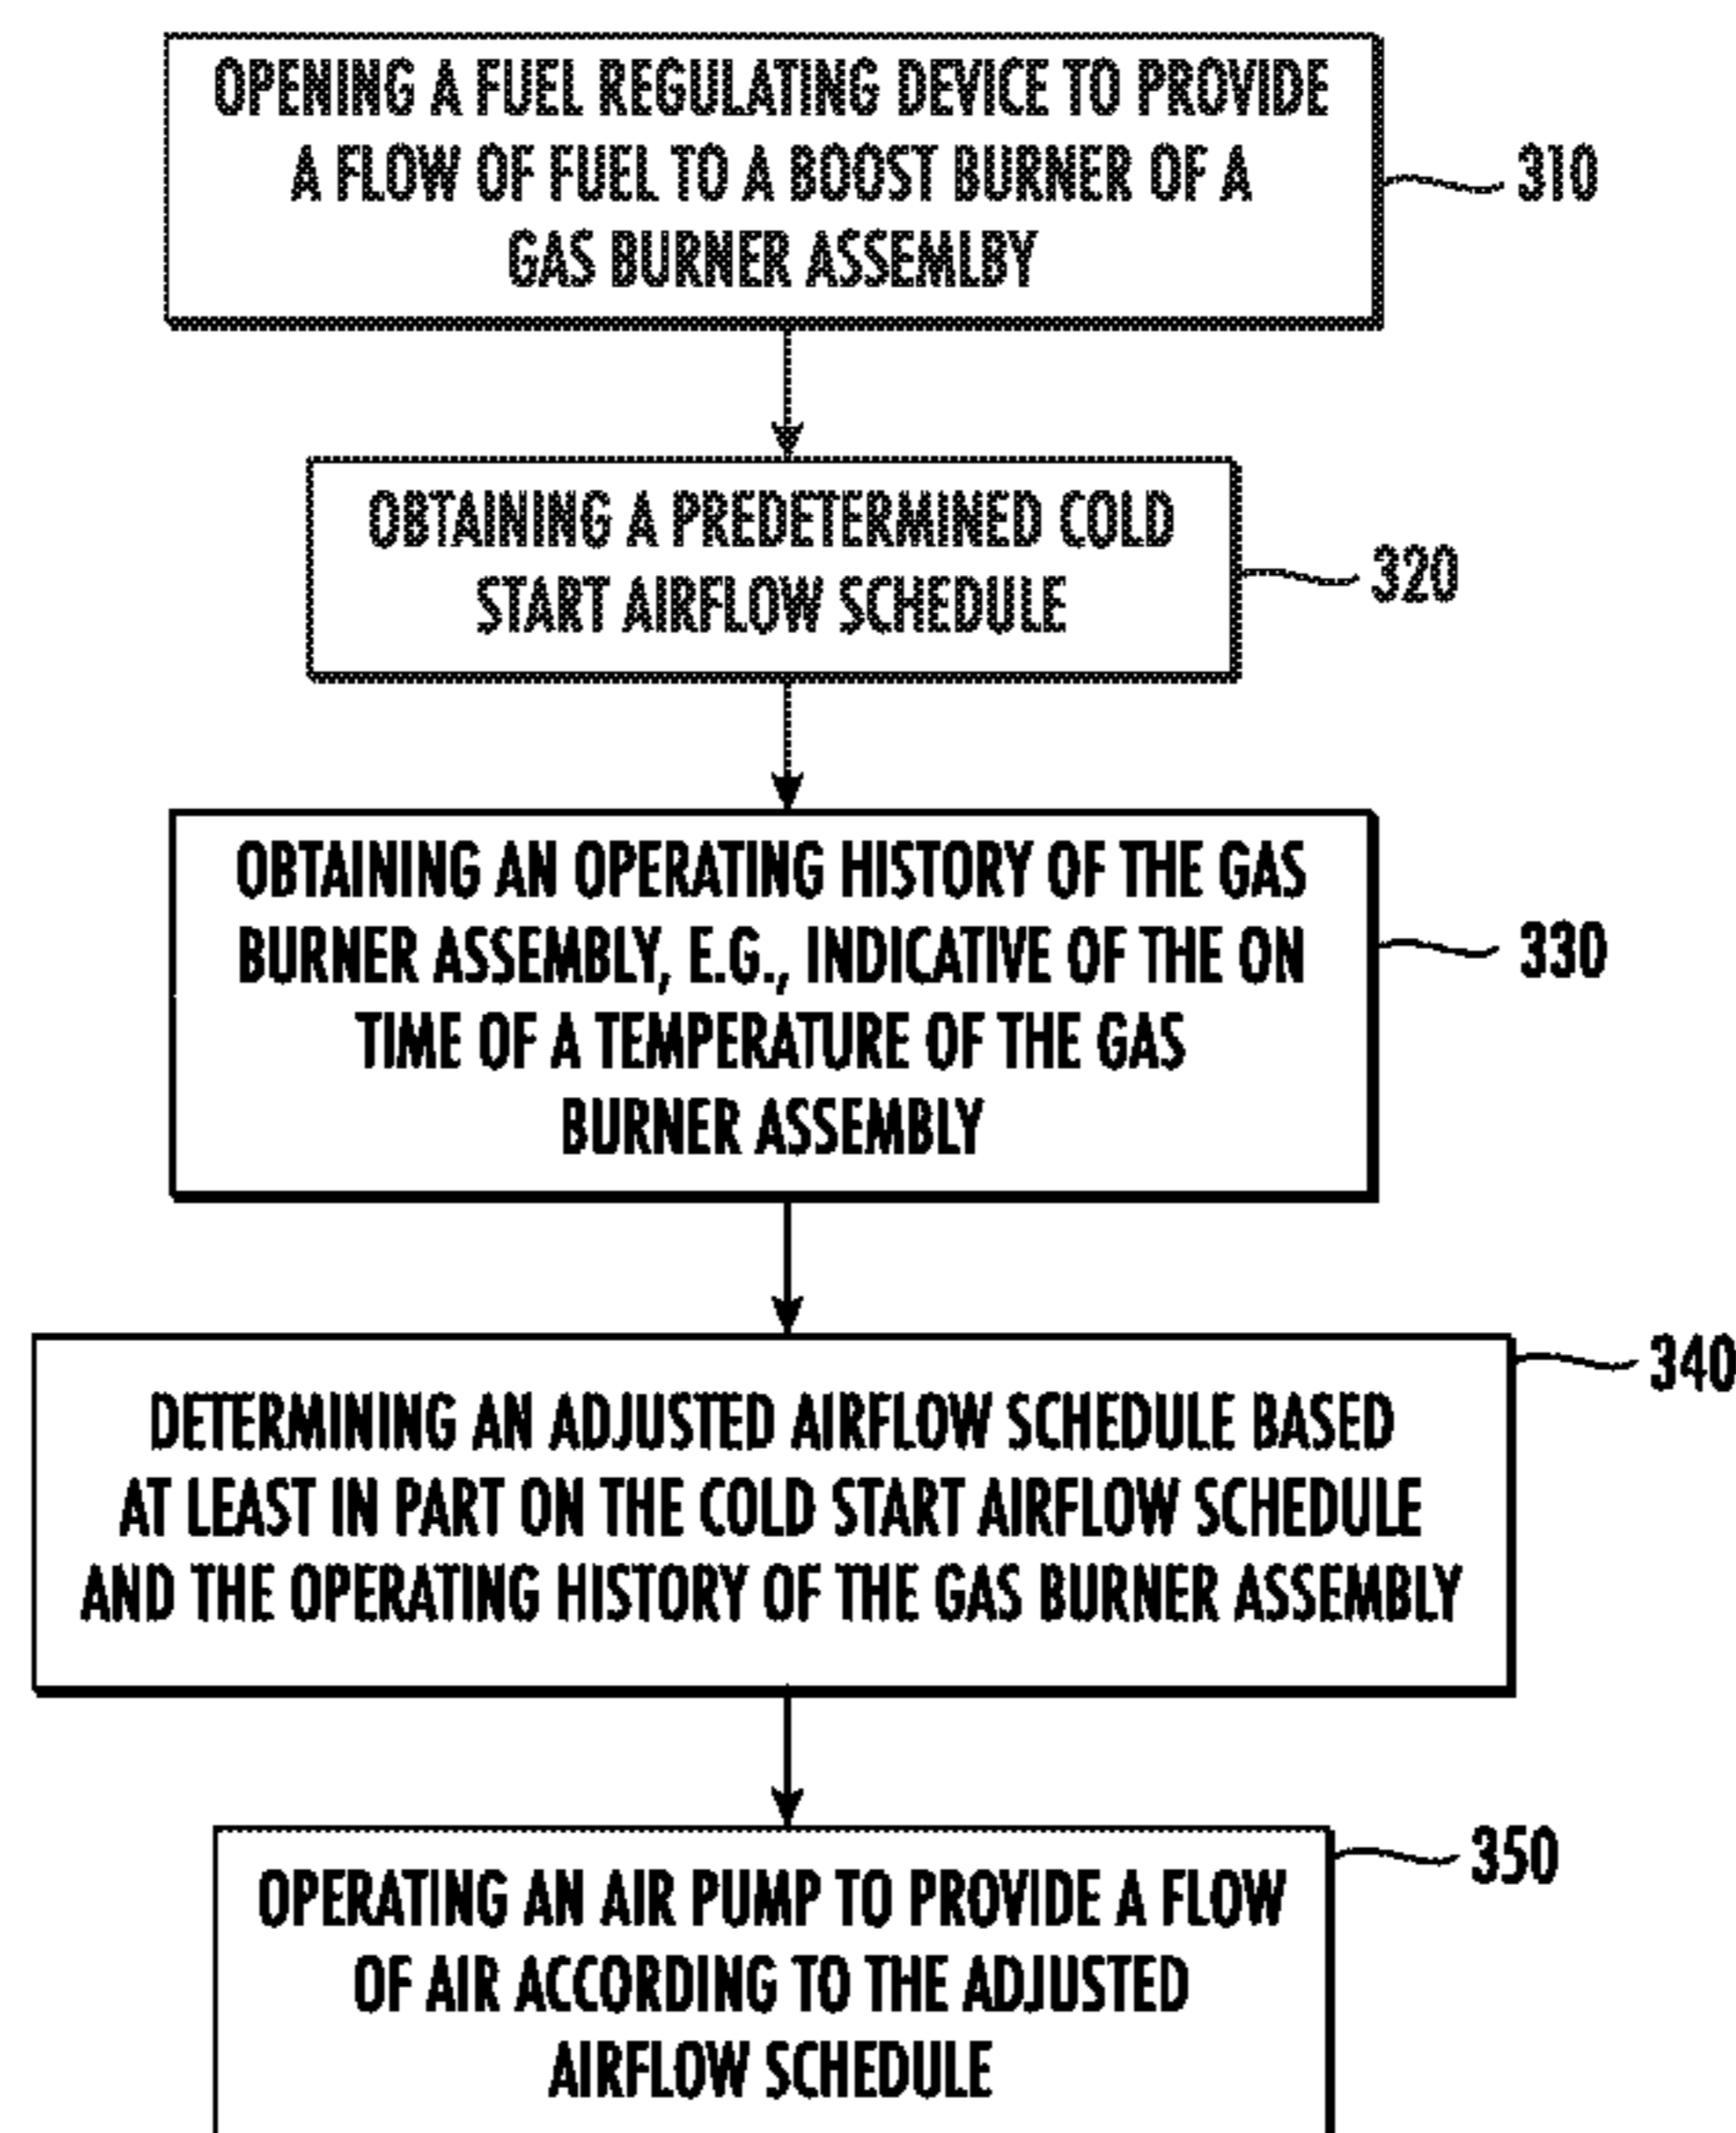 OPENING A FUEL REGULATING DEVICE TO PROVIDE
A FLOW OF FUEL TO A BOOST BURNER OF A
GAS BURNER ASSEMLBY
310
OBTAINING A PREDETERMINED COLD
START AIRFLOW SCHEDULE
320
OBTAINING AN OPERATING HISTORY OF THE GAS
BURNER ASSEMBLY, E.G., INDICATIVE OF THE ON
TIME OF A TEMPERATURE OF THE GAS
BURNER ASSEMBLY
330
DETERMINING AN ADJUSTED AIRFLOW SCHEDULE BASED
AT LEAST IN PART ON THE COLD START AIRFLOW SCHEDULE
AND THE OPERATING HISTORY OF THE GAS BURNER ASSEMBLY
340
OPERATING AN AIR PUMP TO PROVIDE A FLOW
OF AIR ACCORDING TO THE ADJUSTED
AIRFLOW SCHEDULE
350